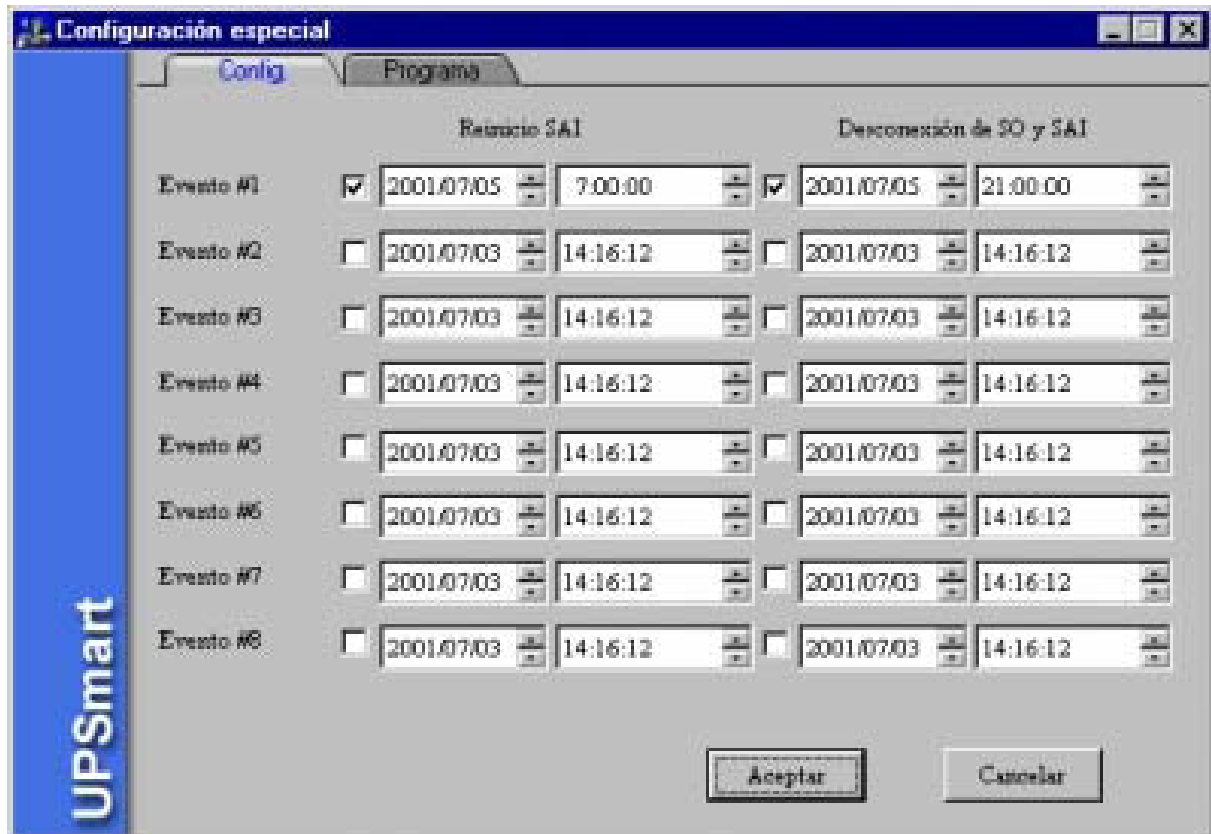 Configuración especial
Config.
Programa
Reinicio SAI
Desconexión de SO y SAI
Evento #1 2001/07/05 7:00:00 2001/07/05 21:00:00
Evento #2 2001/07/03 14:16:12 2001/07/03 14:16:12
Evento #3 2001/07/03 14:16:12 2001/07/03 14:16:12
Evento #4 2001/07/03 14:16:12 2001/07/03 14:16:12
Evento #5 2001/07/03 14:16:12 2001/07/03 14:16:12
Evento #6 2001/07/03 14:16:12 2001/07/03 14:16:12
Evento #7 2001/07/03 14:16:12 2001/07/03 14:16:12
Evento #8 2001/07/03 14:16:12 2001/07/03 14:16:12
UPSmart
Aceptar
Cancelar